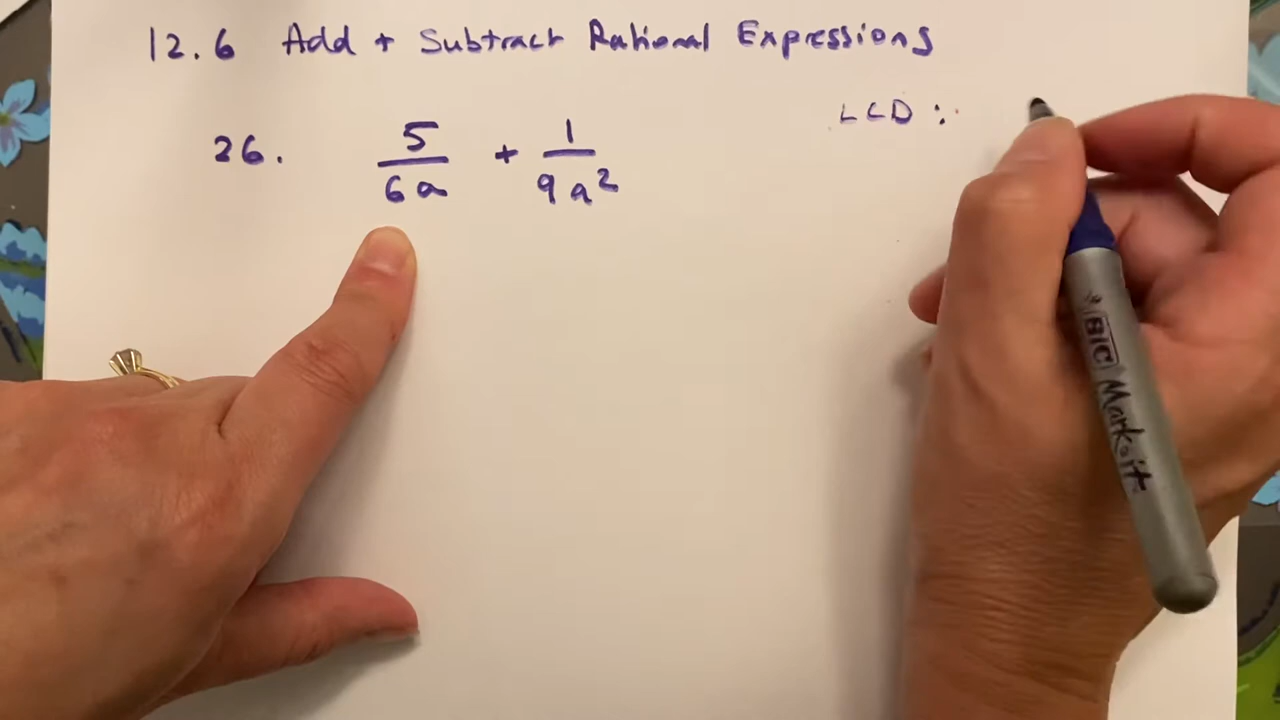 12.6 Add + Subtract Rational Expressions
LCD :
26. 5/6a + 1/9a²
BIC Mark-it